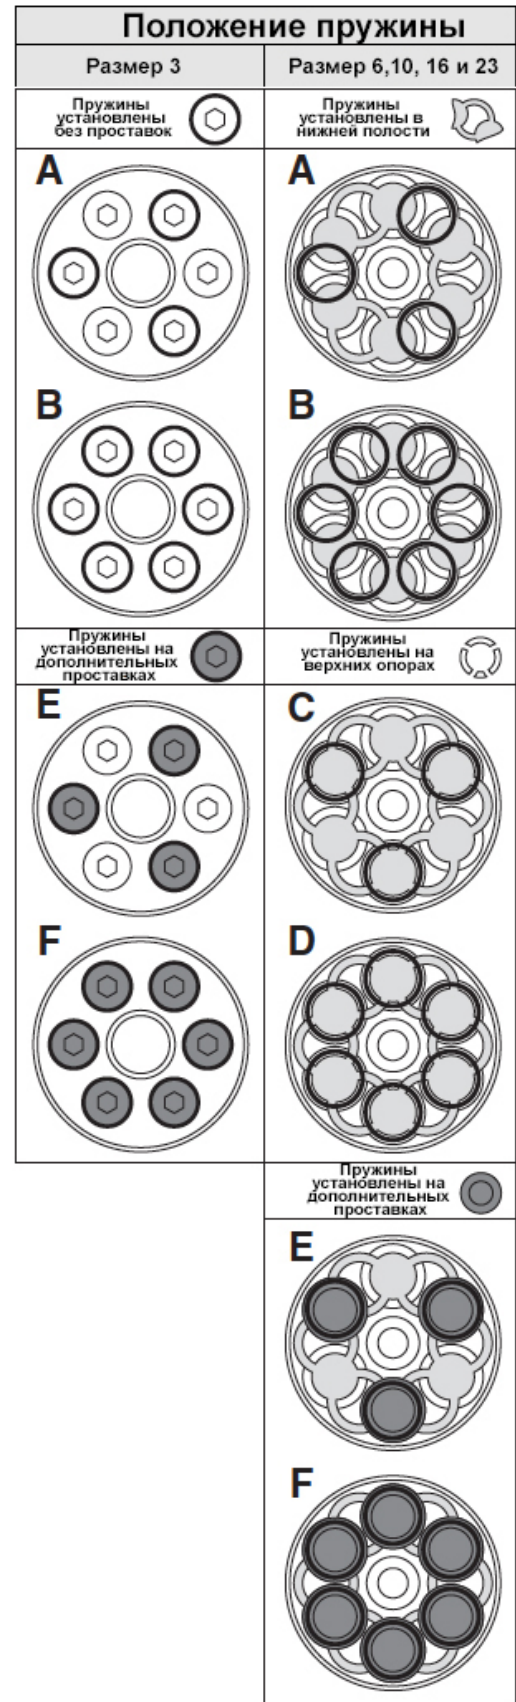 Положение пружины
Размер 3
Размер 6,10, 16 и 23
Пружины
установлены
без проставок
Пружины
установлены в
нижней полости
A
A
B
B
Пружины
установлены на
дополнительных
проставках
Пружины
установлены на
верхних опорах
E
C
F
D
Пружины
установлены на
дополнительных
проставках
E
F